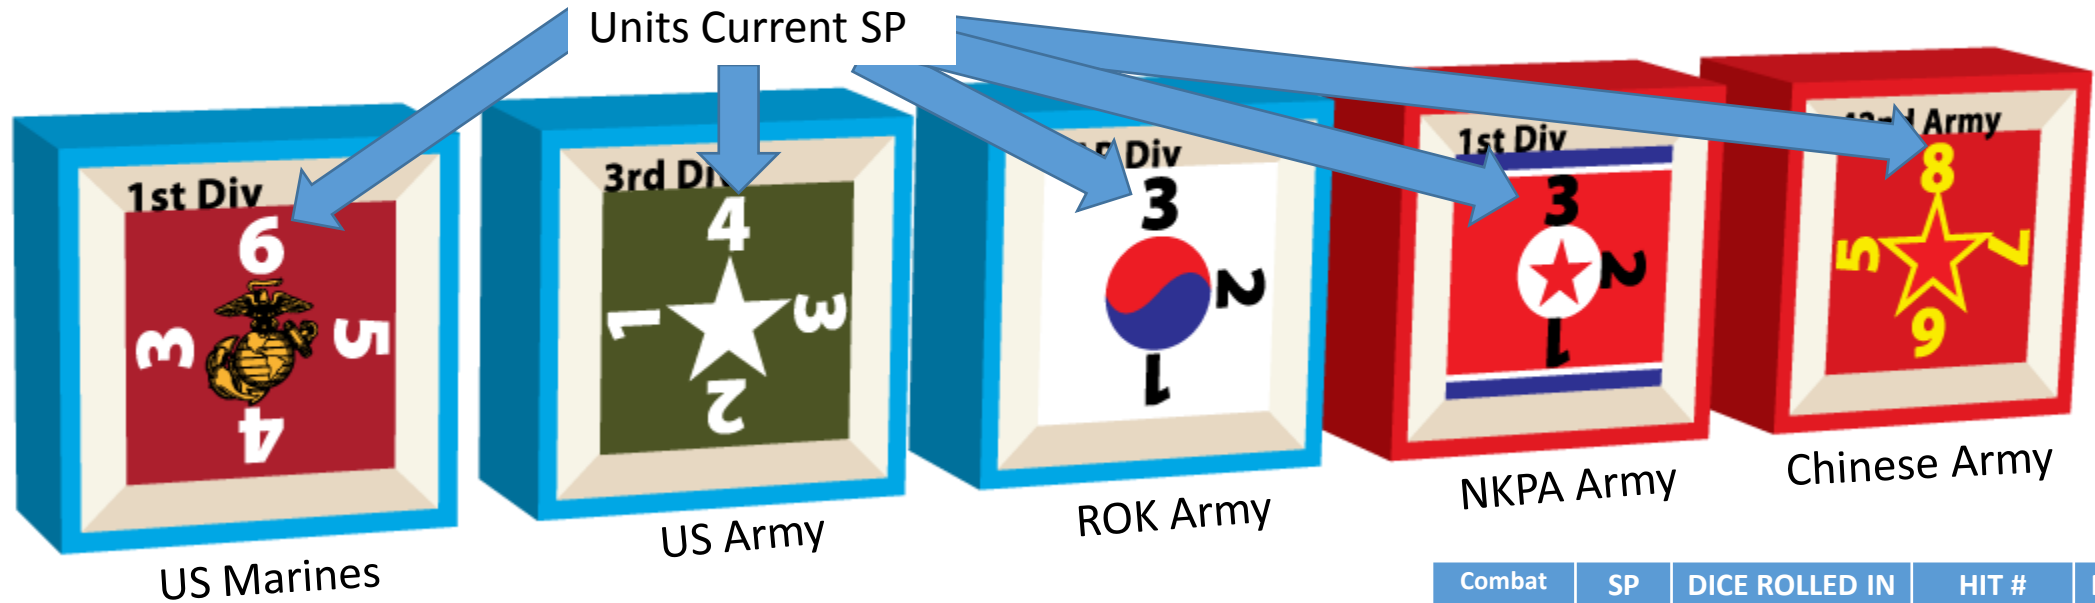 Units Current SP
1st Div
6
3
5
4
3rd
4
1
3
2
Div
3
2
1
1st Div
3
2
1
Army
8
5
7
6
US Marines
US Army
ROK Army
NKPA Army
Chinese Army
Combat SP DICE ROLLED IN HIT #